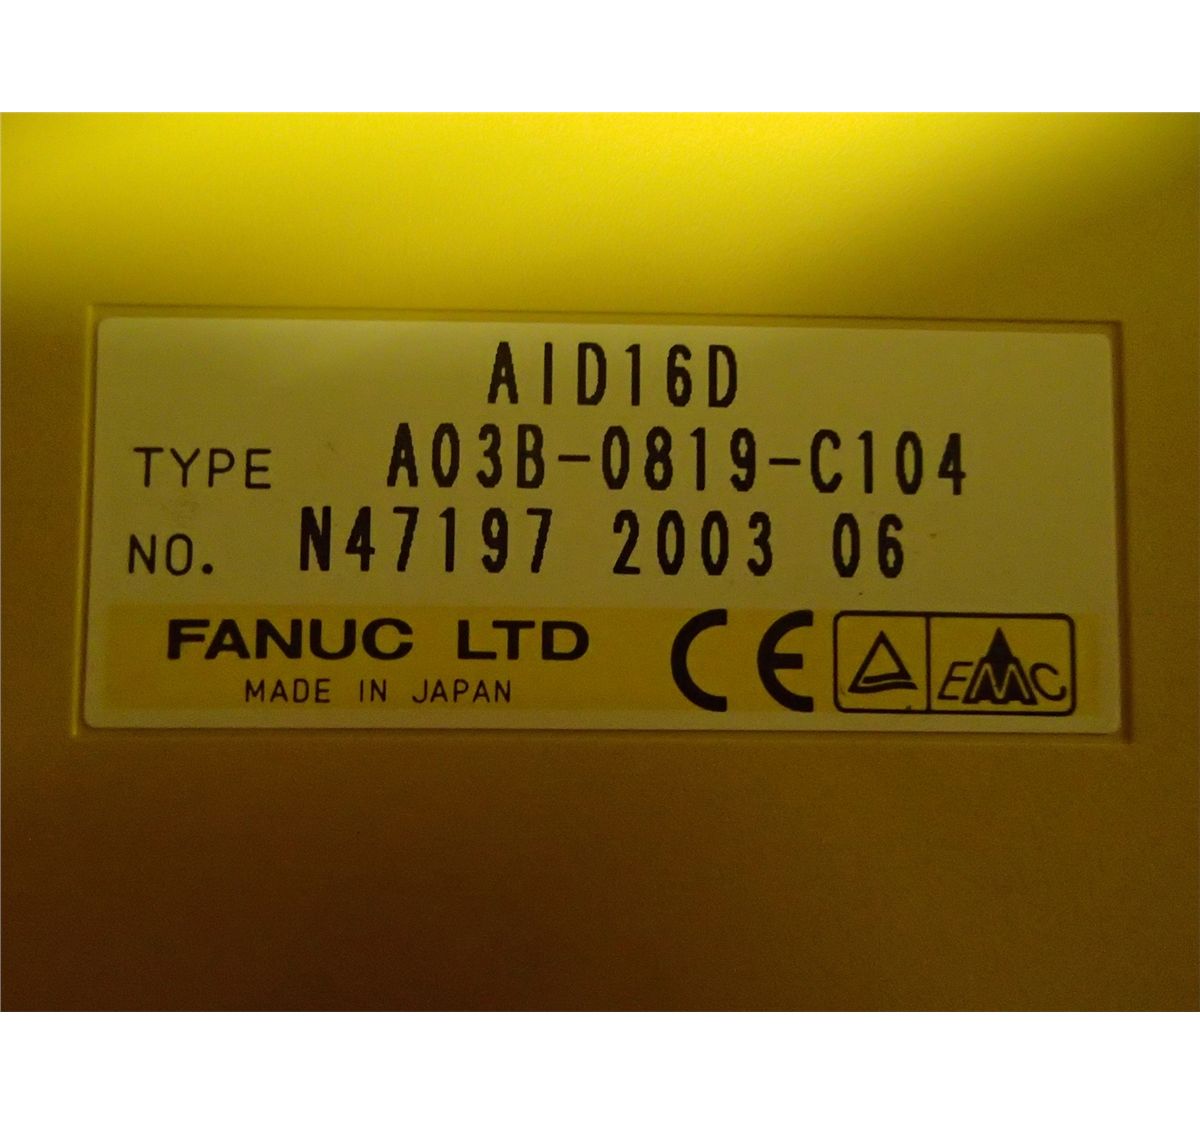 AID16D
TYPE A03B-0819-C104
NO. N47197 2003 06
FANUC LTD CE EMC
MADE IN JAPAN